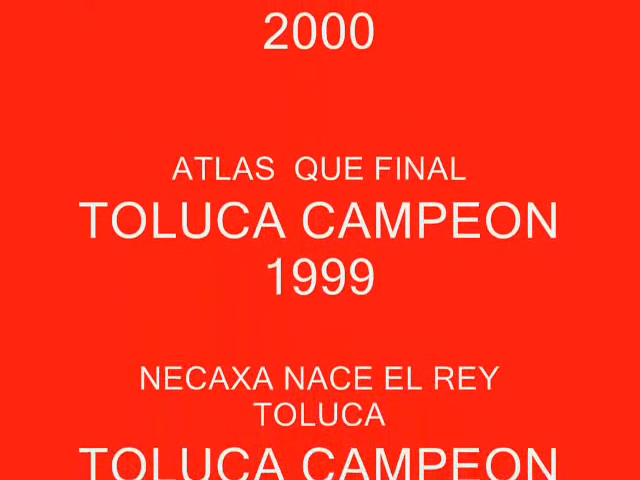 2000
ATLAS QUE FINAL
TOLUCA CAMPEON
1999
NECAXA NACE EL REY
TOLUCA
TOLUCA CAMPEON